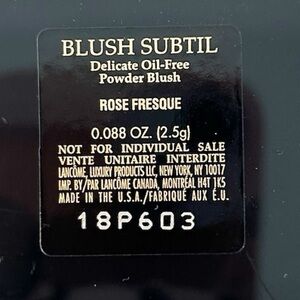 BLUSH SUBTIL
Delicate Oil-Free
Powder Blush
ROSE FRESQUE
0.088 OZ. (2.5g)
NOT FOR INDIVIDUAL SALE
VENTE UNITAIRE INTERDITE
LANCÔME, LUXURY PRODUCTS LLC, NEW YORK, NY 10017
IMP. BY/PAR LANCÔME CANADA, MONTRÉAL H4T 1K5
MADE IN THE U.S.A./FABRIQUÉ AUX É.U.
18P603